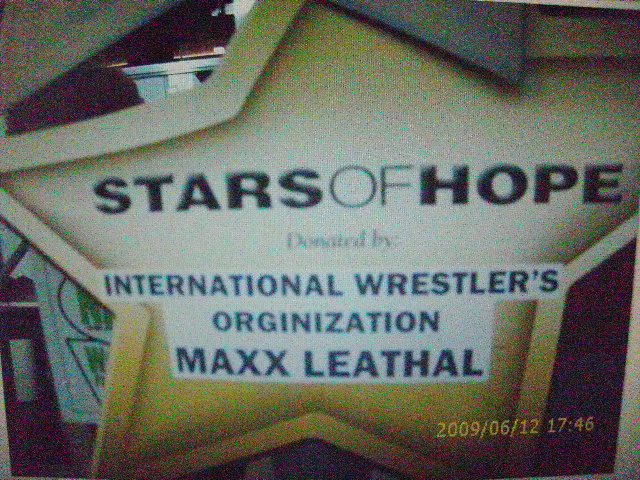 STARSOFHOPE
Donated by:
INTERNATIONAL WRESTLER'S
ORGINIZATION
MAXX LEATHAL
2009/06/12 17:46